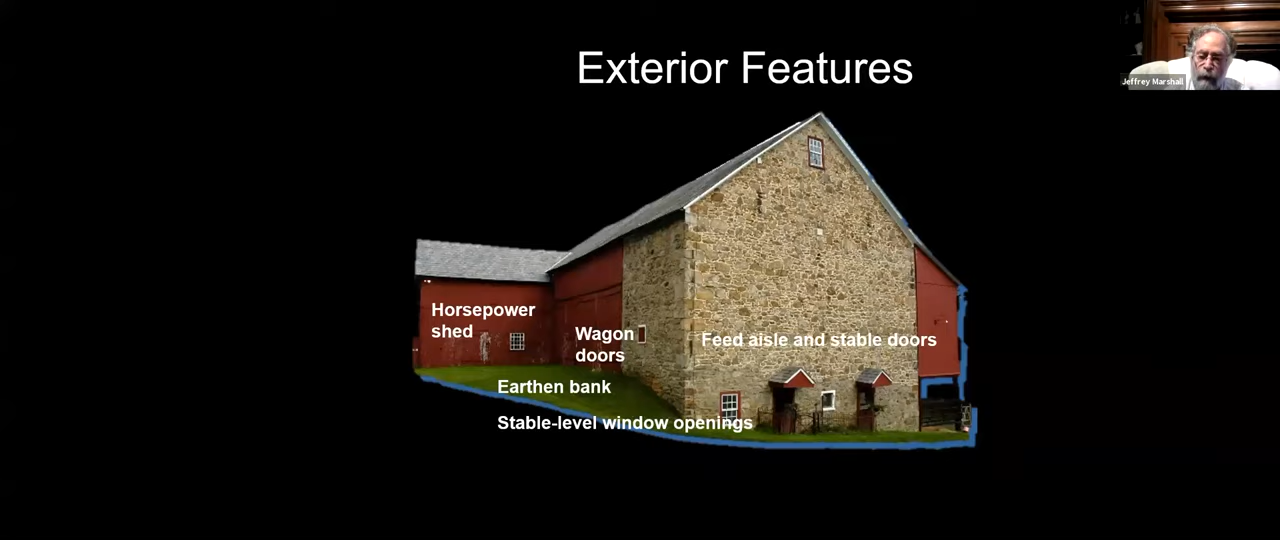 Exterior Features
Jeffrey Marshall
Horsepower
shed
Wagon
doors
Feed aisle and stable doors
Earthen bank
Stable-level window openings